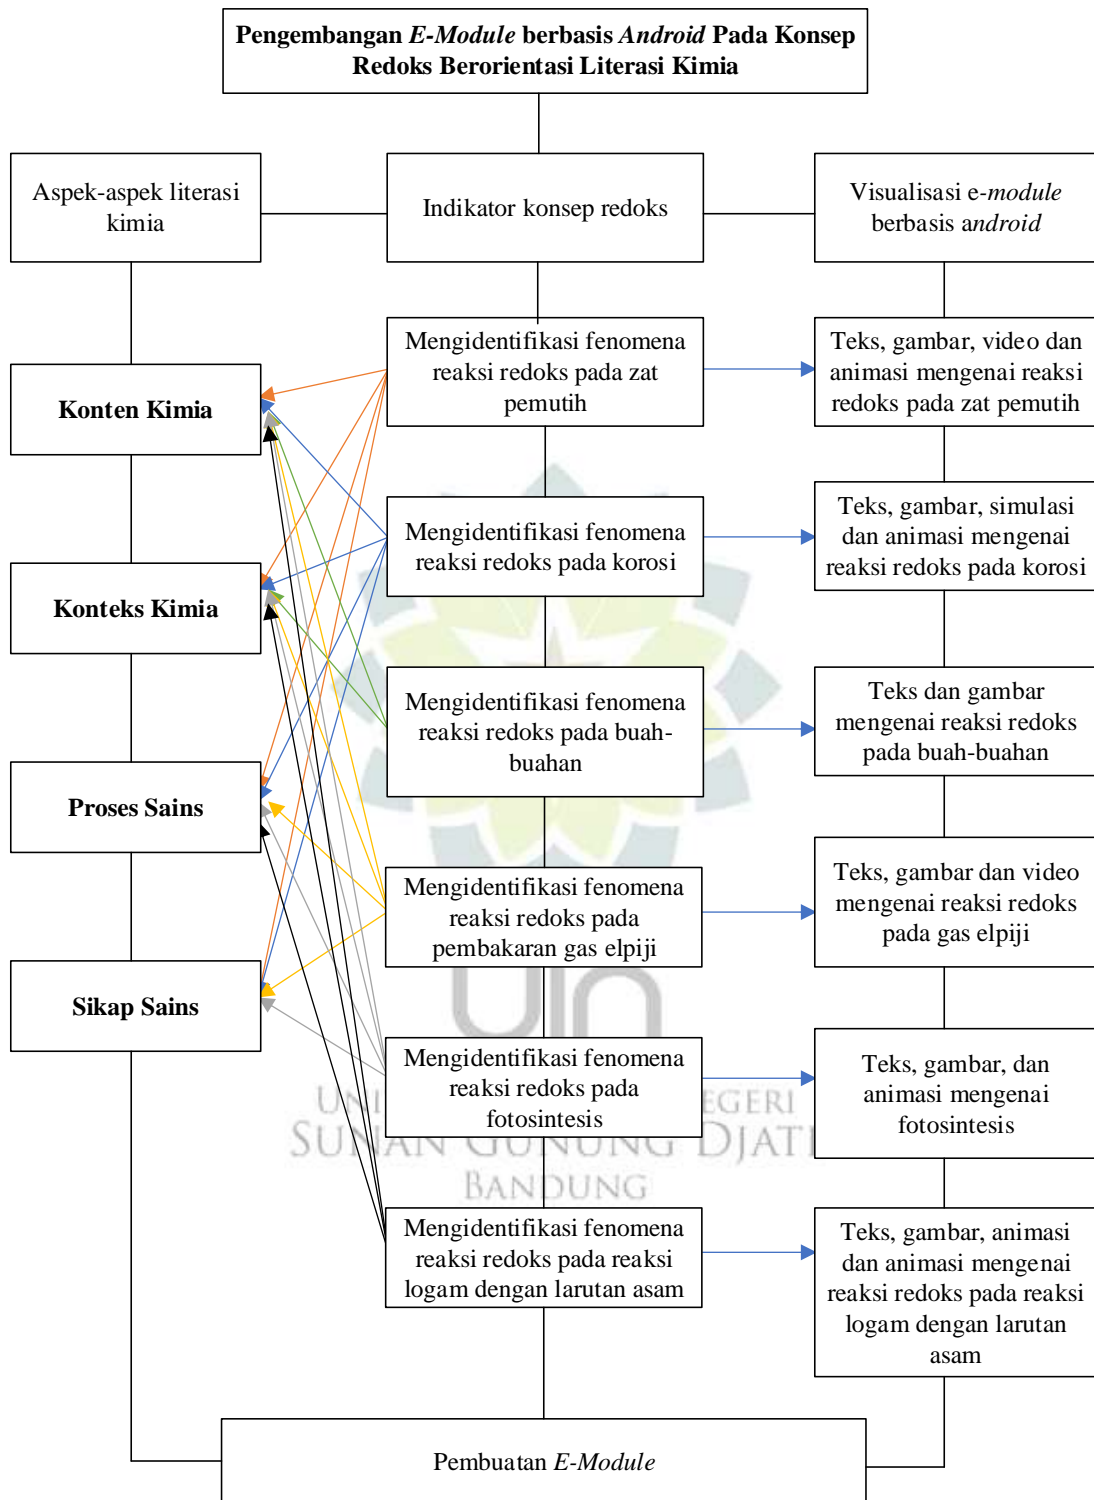 Pengembangan E-Module berbasis Android Pada Konsep
Redoks Berorientasi Literasi Kimia
Aspek-aspek literasi
kimia
Indikator konsep redoks
Visualisasi e-module
berbasis android
Konten Kimia
Konteks Kimia
Proses Sains
Sikap Sains
Mengidentifikasi fenomena
reaksi redoks pada zat
pemutih
Mengidentifikasi fenomena
reaksi redoks pada korosi
Mengidentifikasi fenomena
reaksi redoks pada buah-
buahan
Mengidentifikasi fenomena
reaksi redoks pada
pembakaran gas elpiji
Mengidentifikasi fenomena
reaksi redoks pada
fotosintesis
Mengidentifikasi fenomena
reaksi redoks pada reaksi
logam dengan larutan asam
Teks, gambar, video dan
animasi mengenai reaksi
redoks pada zat pemutih
Teks, gambar, simulasi
dan animasi mengenai
reaksi redoks pada korosi
Teks dan gambar
mengenai reaksi redoks
pada buah-buahan
Teks, gambar dan video
mengenai reaksi redoks
pada gas elpiji
Teks, gambar, dan
animasi mengenai
fotosintesis
Teks, gambar, animasi
dan animasi mengenai
reaksi redoks pada reaksi
logam dengan larutan
asam
Pembuatan E-Module
uin
SUNAN GUNUNG DJATI
BANDUNG